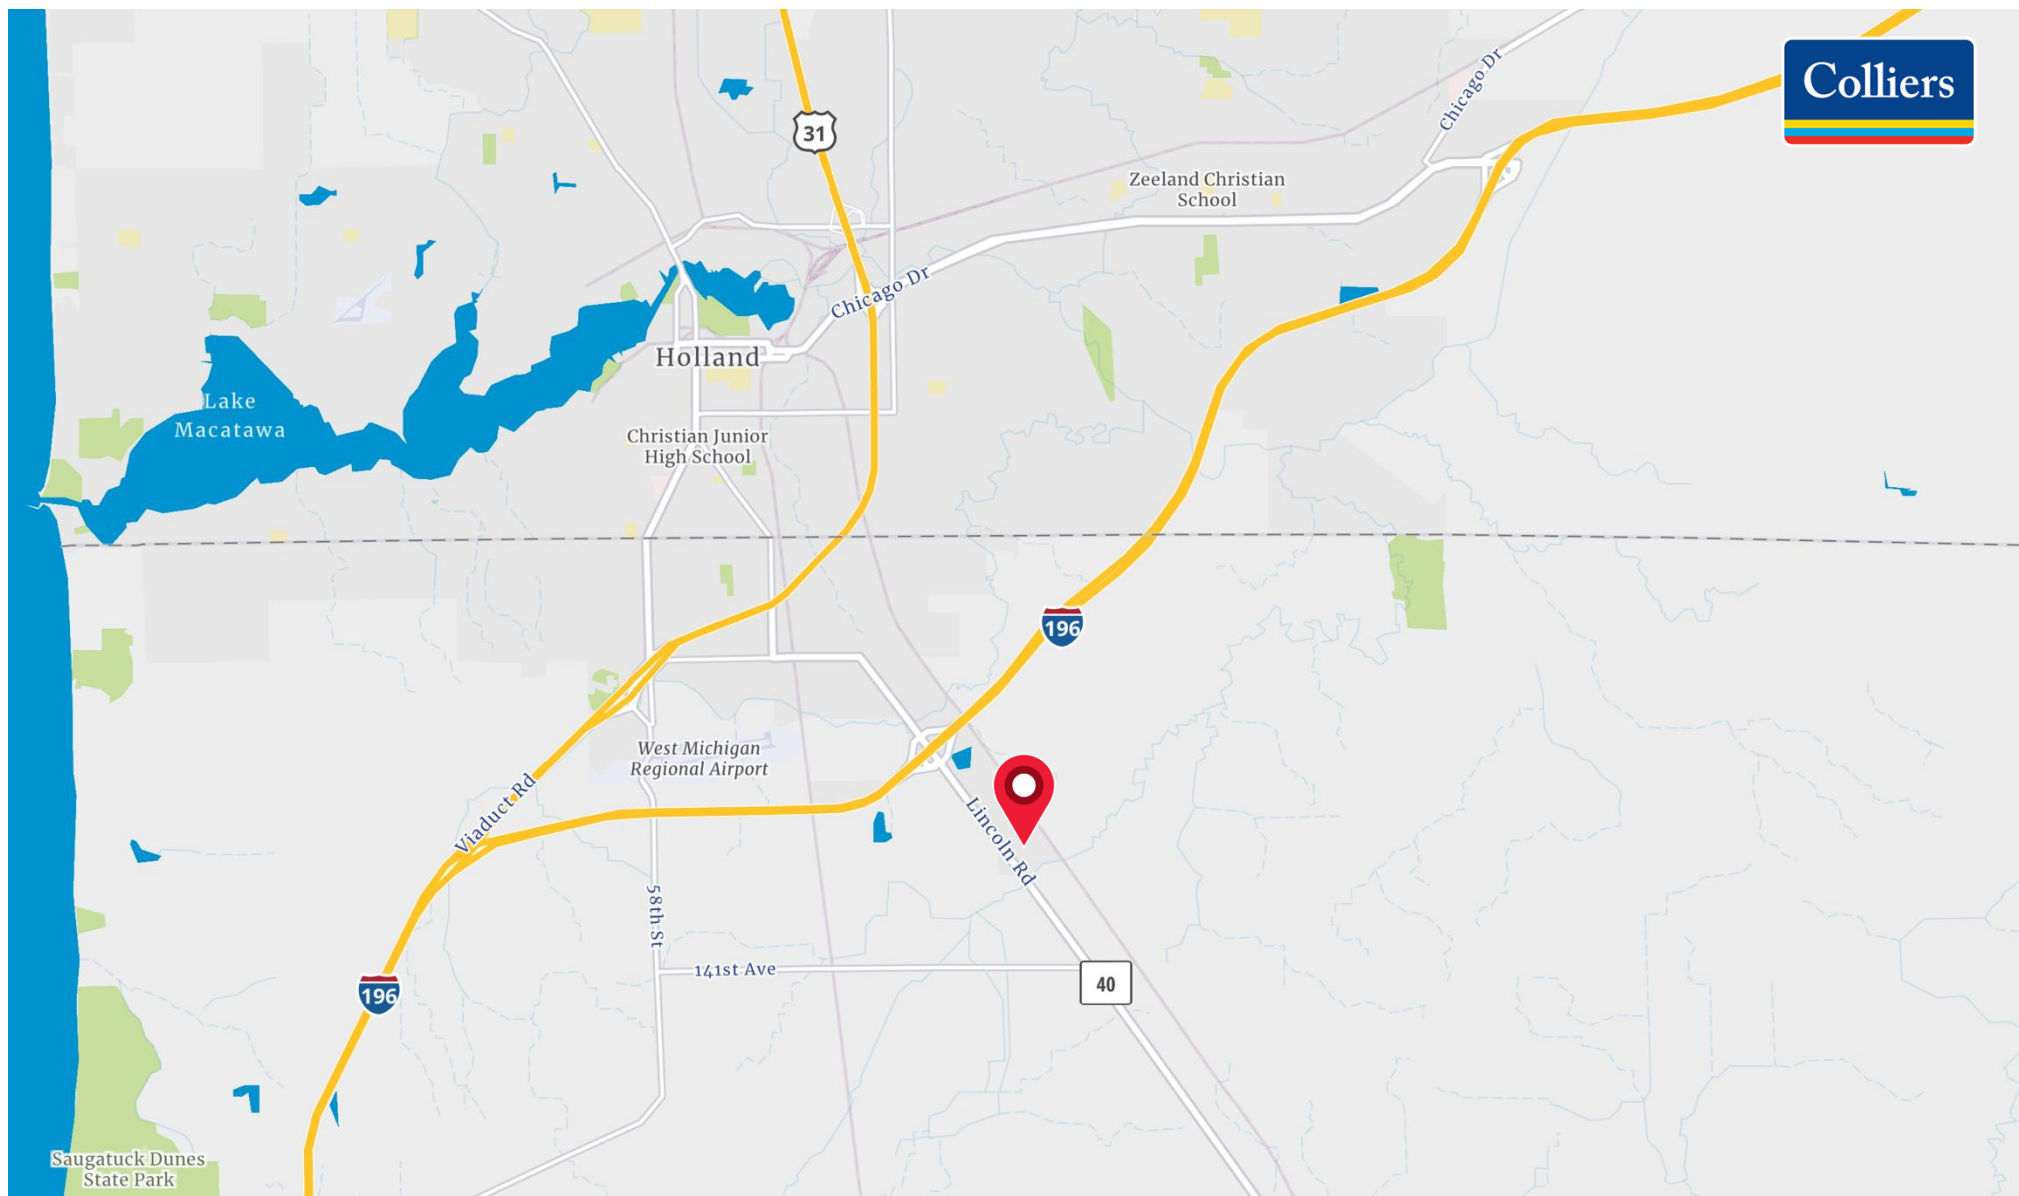 Colliers
Chicago Dr
31
Zeeland Christian
School
Chicago Dr
Holland
Lake
Macatawa
Christian Junior
High School
196
West Michigan
Regional Airport
Viaduct Rd
Lincoln Rd
58th St
141st Ave
40
196
Saugatuck Dunes
State Park